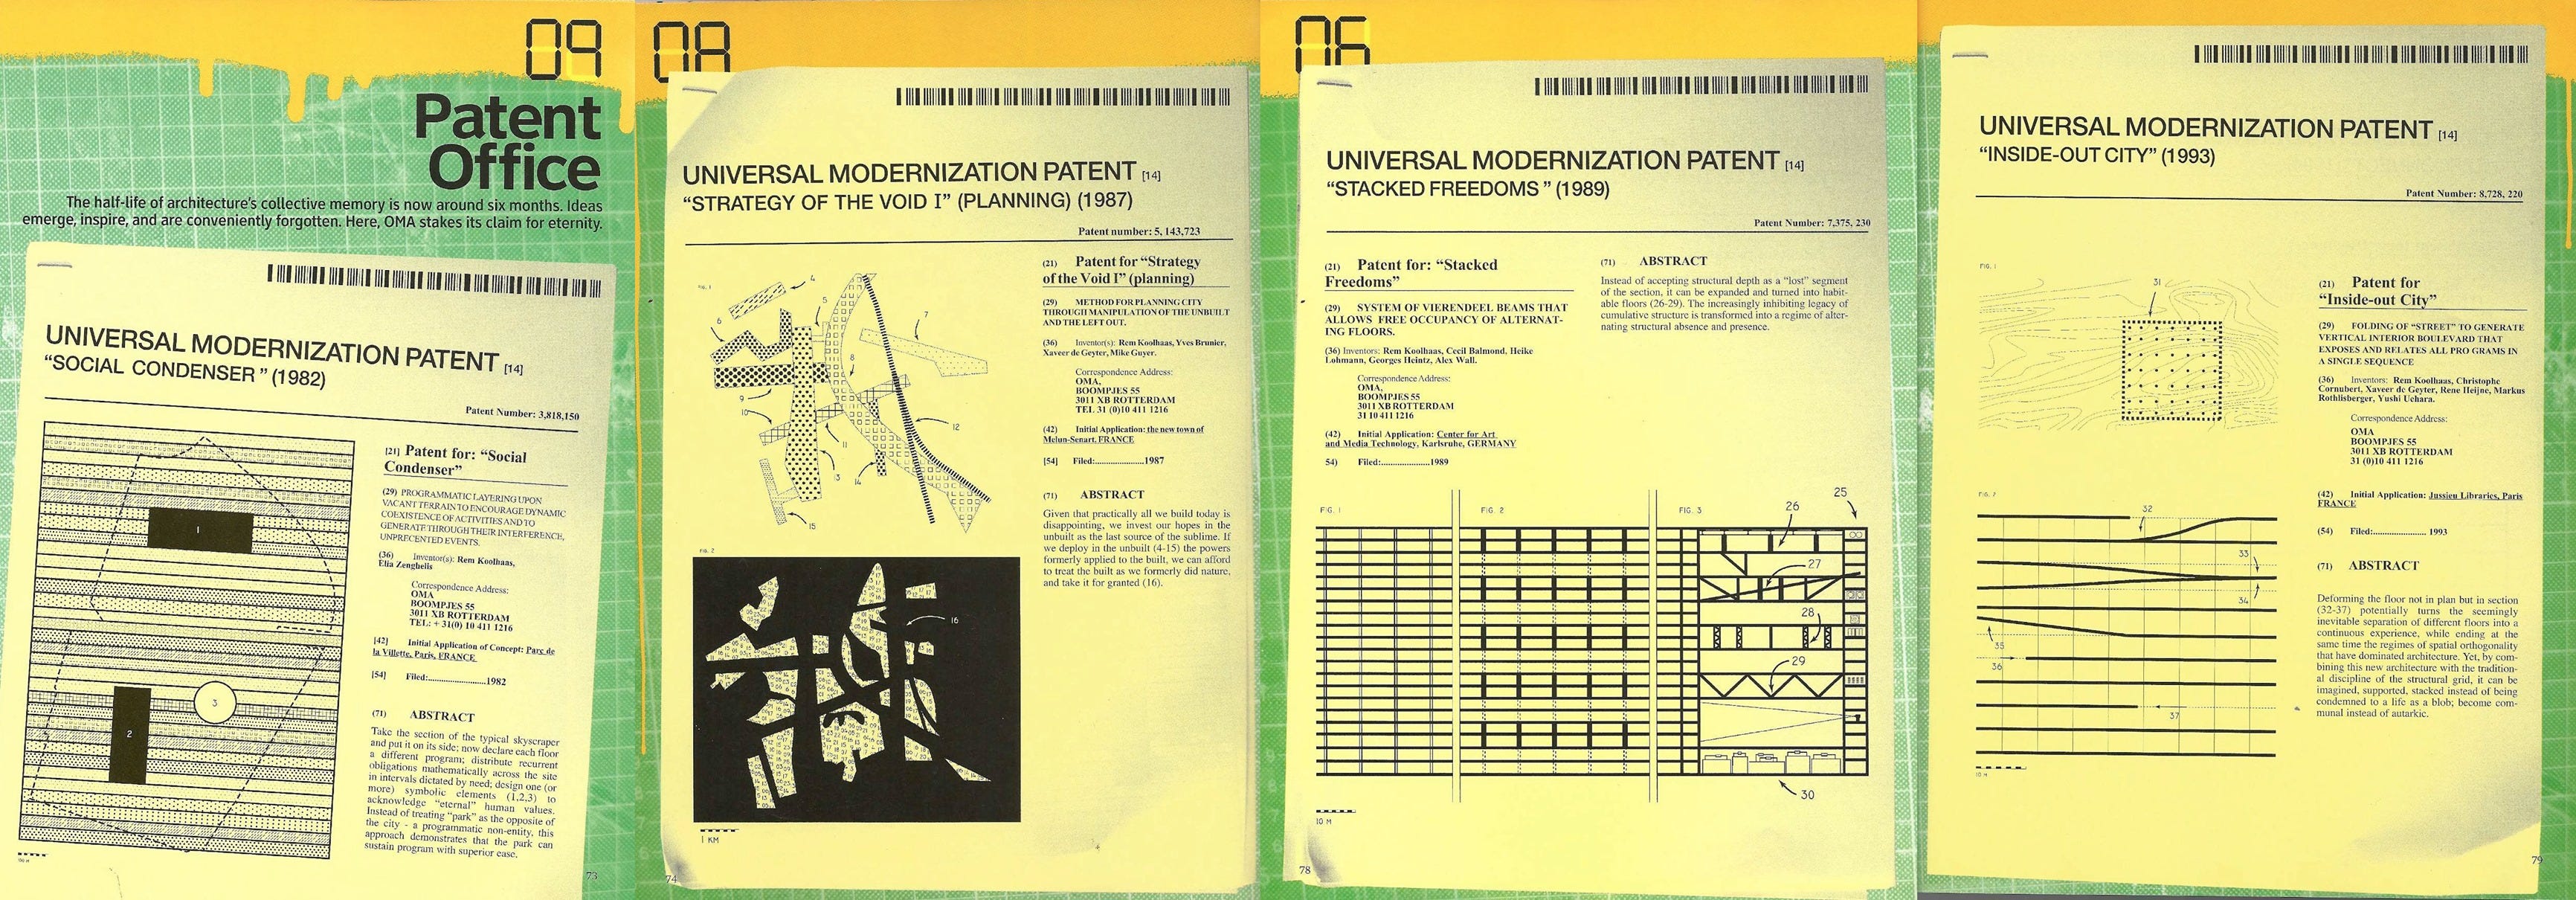 09
Patent
Office
The half-life of architecture's collective memory is now around six months. Ideas
emerge, inspire, and are conveniently forgotten. Here, OMA stakes its claim for eternity.
UNIVERSAL MODERNIZATION PATENT [14]
"SOCIAL CONDENSER" (1982)
Patent Number: 3,818,150
1
2
3
[21] Patent for: "Social
Condenser"
(29) PROGRAMMATIC LAYERING UPON
VACANT TERRAIN TO ENCOURAGE DYNAMIC
COEXISTENCE OF ACTIVITIES AND TO
GENERATE THROUGH THEIR INTERFERENCE,
UNPRECENTED EVENTS.
(36) Inventor(s): Rem Koolhaas,
Elia Zenghelis
Correspondence Address:
OMA
BOOMPJES 55
3011 XB ROTTERDAM
TEL: + 31(0) 10 411 1216
[42] Initial Application of Concept: Parc de
la Villette, Paris, FRANCE
[54] Filed:........................1982
(71) ABSTRACT
Take the section of the typical skyscraper
and put it on its side; now declare each floor
a different program; distribute recurrent
obligations mathematically across the site
in intervals dictated by need; design one (or
more) symbolic elements (1,2,3) to
acknowledge "eternal" human values.
Instead of treating "park" as the opposite of
the city - a programmatic non-entity, this
approach demonstrates that the park can
sustain program with superior ease.
73
08
UNIVERSAL MODERNIZATION PATENT [14]
"STRATEGY OF THE VOID I" (PLANNING) (1987)
Patent number: 5, 143,723
FIG. 1
4
5
6
7
8
9
10
11
12
13
14
15
FIG. 2
16
1 KM
(21) Patent for "Strategy
of the Void I" (planning)
(29) METHOD FOR PLANNING CITY
THROUGH MANIPULATION OF THE UNBUILT
AND THE LEFT OUT.
(36) Inventor(s): Rem Koolhaas, Yves Brunier,
Xaveer de Geyter, Mike Guyer.
Correspondence Address:
OMA,
BOOMPJES 55
3011 XB ROTTERDAM
TEL 31 (0)10 411 1216
(42) Initial Application: the new town of
Melun-Senart, FRANCE
[54] Filed:.....................1987
(71) ABSTRACT
Given that practically all we build today is
disappointing, we invest our hopes in the
unbuilt as the last source of the sublime. If
we deploy in the unbuilt (4-15) the powers
formerly applied to the built, we can afford
to treat the built as we formerly did nature,
and take it for granted (16).
74
06
UNIVERSAL MODERNIZATION PATENT [14]
"STACKED FREEDOMS" (1989)
Patent Number: 7,375, 230
(21) Patent for: "Stacked
Freedoms"
(29) SYSTEM OF VIERENDEEL BEAMS THAT
ALLOWS FREE OCCUPANCY OF ALTERNAT-
ING FLOORS.
(36) Inventors: Rem Koolhaas, Cecil Balmond, Heike
Lohmann, Georges Heintz, Alex Wall.
Correspondence Address:
OMA,
BOOMPJES 55
3011 XB ROTTERDAM
31 10 411 1216
(42) Initial Application: Center for Art
and Media Technology, Karlsruhe, GERMANY
54) Filed:.....................1989
(71) ABSTRACT
Instead of accepting structural depth as a "lost" segment
of the section, it can be expanded and turned into habit-
able floors (26-29). The increasingly inhibiting legacy of
cumulative structure is transformed into a regime of alter-
nating structural absence and presence.
FIG. 1
FIG. 2
FIG. 3
25
26
27
28
29
30
10 M
78
UNIVERSAL MODERNIZATION PATENT [14]
"INSIDE-OUT CITY" (1993)
Patent Number: 8,728, 220
FIG. 1
31
FIG. 2
32
33
34
35
36
37
10 M
(21) Patent for
"Inside-out City"
(29) FOLDING OF "STREET" TO GENERATE
VERTICAL INTERIOR BOULEVARD THAT
EXPOSES AND RELATES ALL PRO GRAMS IN
A SINGLE SEQUENCE
(36) Inventors: Rem Koolhaas, Christophe
Cornubert, Xaveer de Geyter, Rene Heijne, Markus
Rothlisberger, Yushi Uehara.
Correspondence Address:
OMA
BOOMPJES 55
3011 XB ROTTERDAM
31 (0)10 411 1216
(42) Initial Application: Jussieu Libraries, Paris
FRANCE
(54) Filed:...................... 1993
(71) ABSTRACT
Deforming the floor not in plan but in section
(32-37) potentially turns the seemingly
inevitable separation of different floors into a
continuous experience, while ending at the
same time the regimes of spatial orthogonality
that have dominated architecture. Yet, by com-
bining this new architecture with the tradition-
al discipline of the structural grid, it can be
imagined, supported, stacked instead of being
condemned to a life as a blob; become com-
munal instead of autarkic.
79